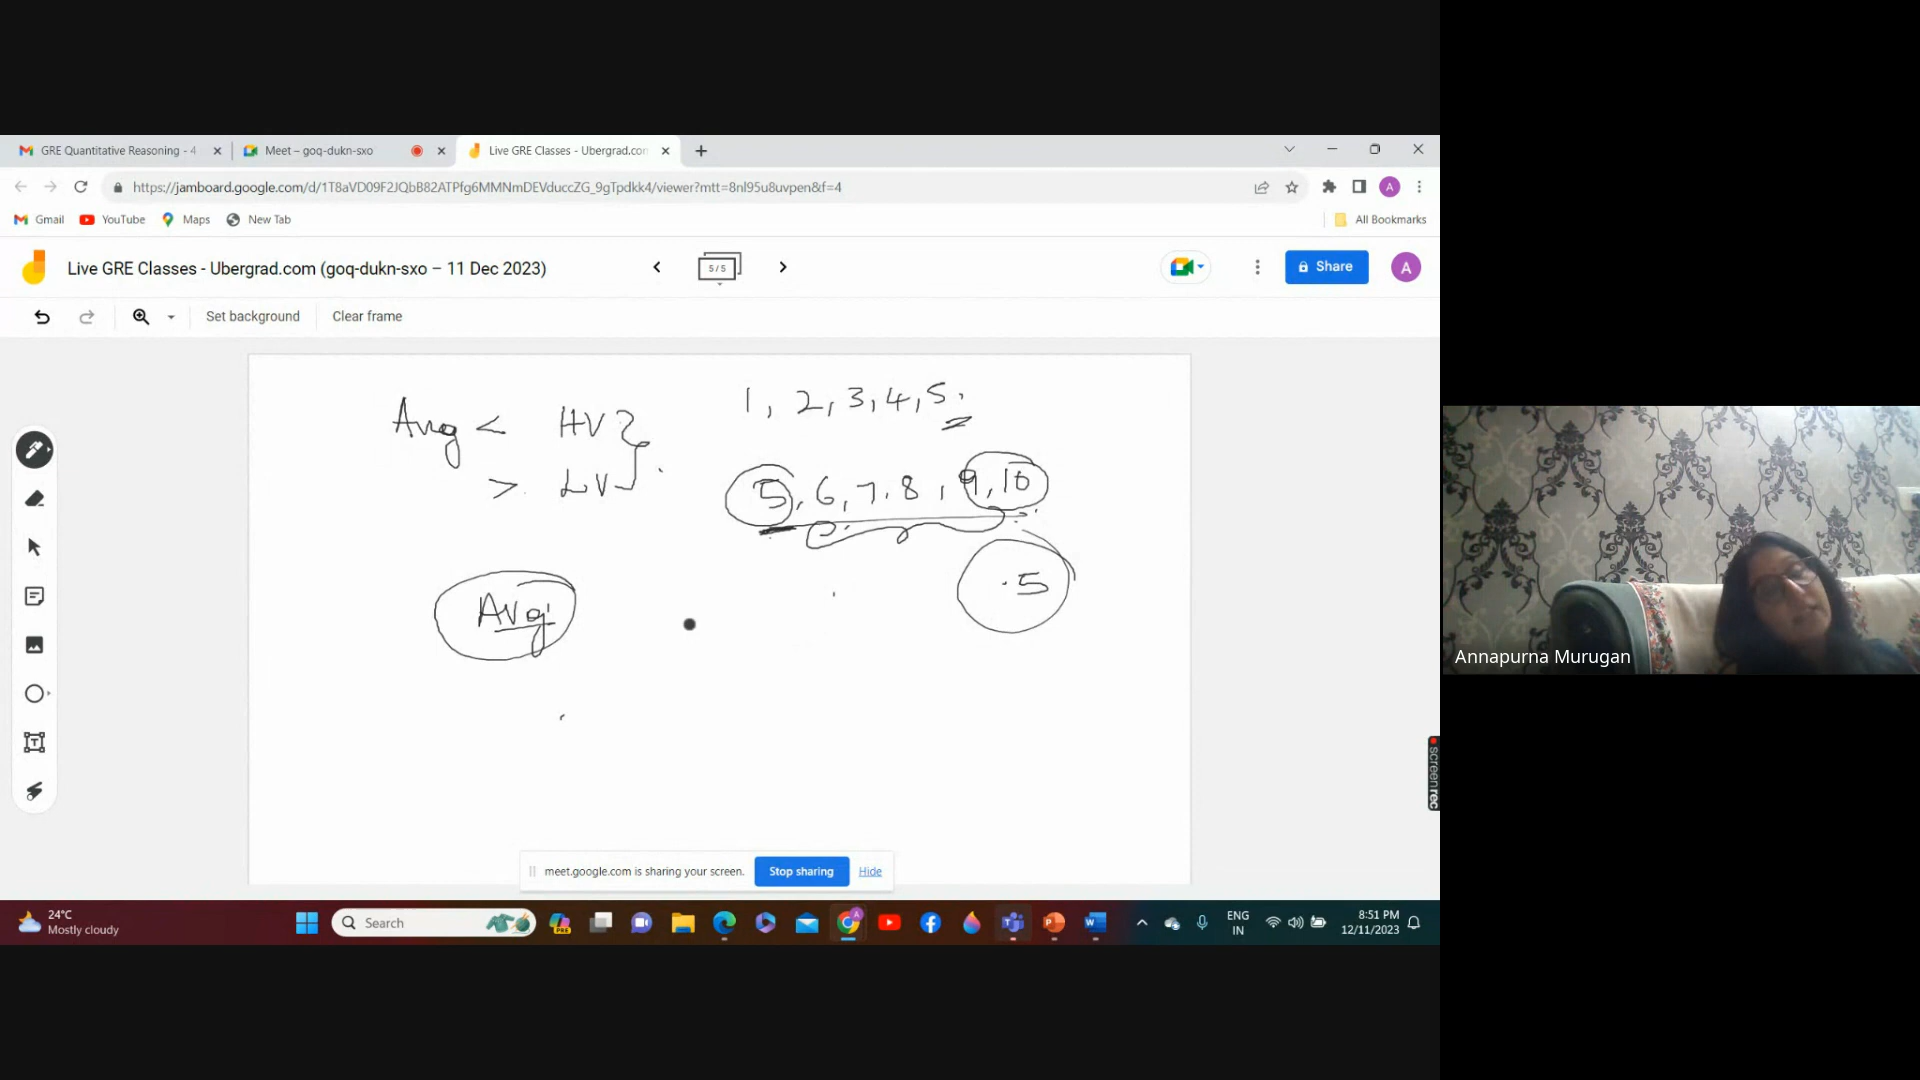 GRE Quantitative Reasoning - 4
Meet – goq-dukn-sxo
Live GRE Classes - Ubergrad.con
https://jamboard.google.com/d/1T8aVD09F2JQbB82ATPfg6MMNmDEVduccZG_9gTpdkk4/viewer?mtt=8nl95u8uvpen&f=4
A
Gmail YouTube Maps New Tab
All Bookmarks
Live GRE Classes - Ubergrad.com (goq-dukn-sxo – 11 Dec 2023)
5 / 5
Share
A
Set background Clear frame
Avg < HV
> LV
1, 2, 3, 4, 5.
5, 6, 7, 8, 9, 10
Avg
.5
Annapurna Murugan
screenrec
meet.google.com is sharing your screen. Stop sharing Hide
24°C
Mostly cloudy
Search
PRE
ENG
IN
8:51 PM
12/11/2023